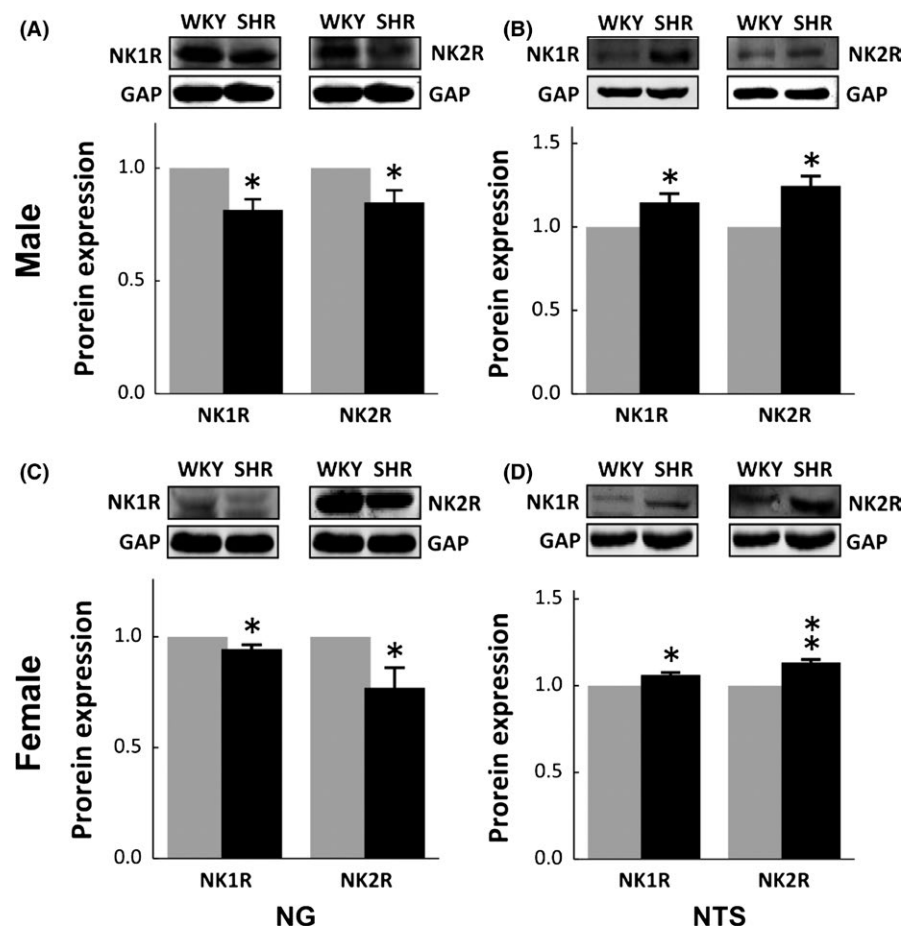 (A)
WKY SHR
WKY SHR
NK1R
NK2R
GAP
GAP
Male
Prorein expression
1.0
0.5
0.0
*
*
NK1R
NK2R
(B)
WKY SHR
WKY SHR
NK1R
NK2R
GAP
GAP
Prorein expression
1.5
1.0
0.5
0.0
*
*
NK1R
NK2R
(C)
WKY SHR
WKY SHR
NK1R
NK2R
GAP
GAP
Female
Prorein expression
1.0
0.5
0.0
*
*
NK1R
NK2R
NG
(D)
WKY SHR
WKY SHR
NK1R
NK2R
GAP
GAP
Prorein expression
1.5
1.0
0.5
0.0
*
**
NK1R
NK2R
NTS